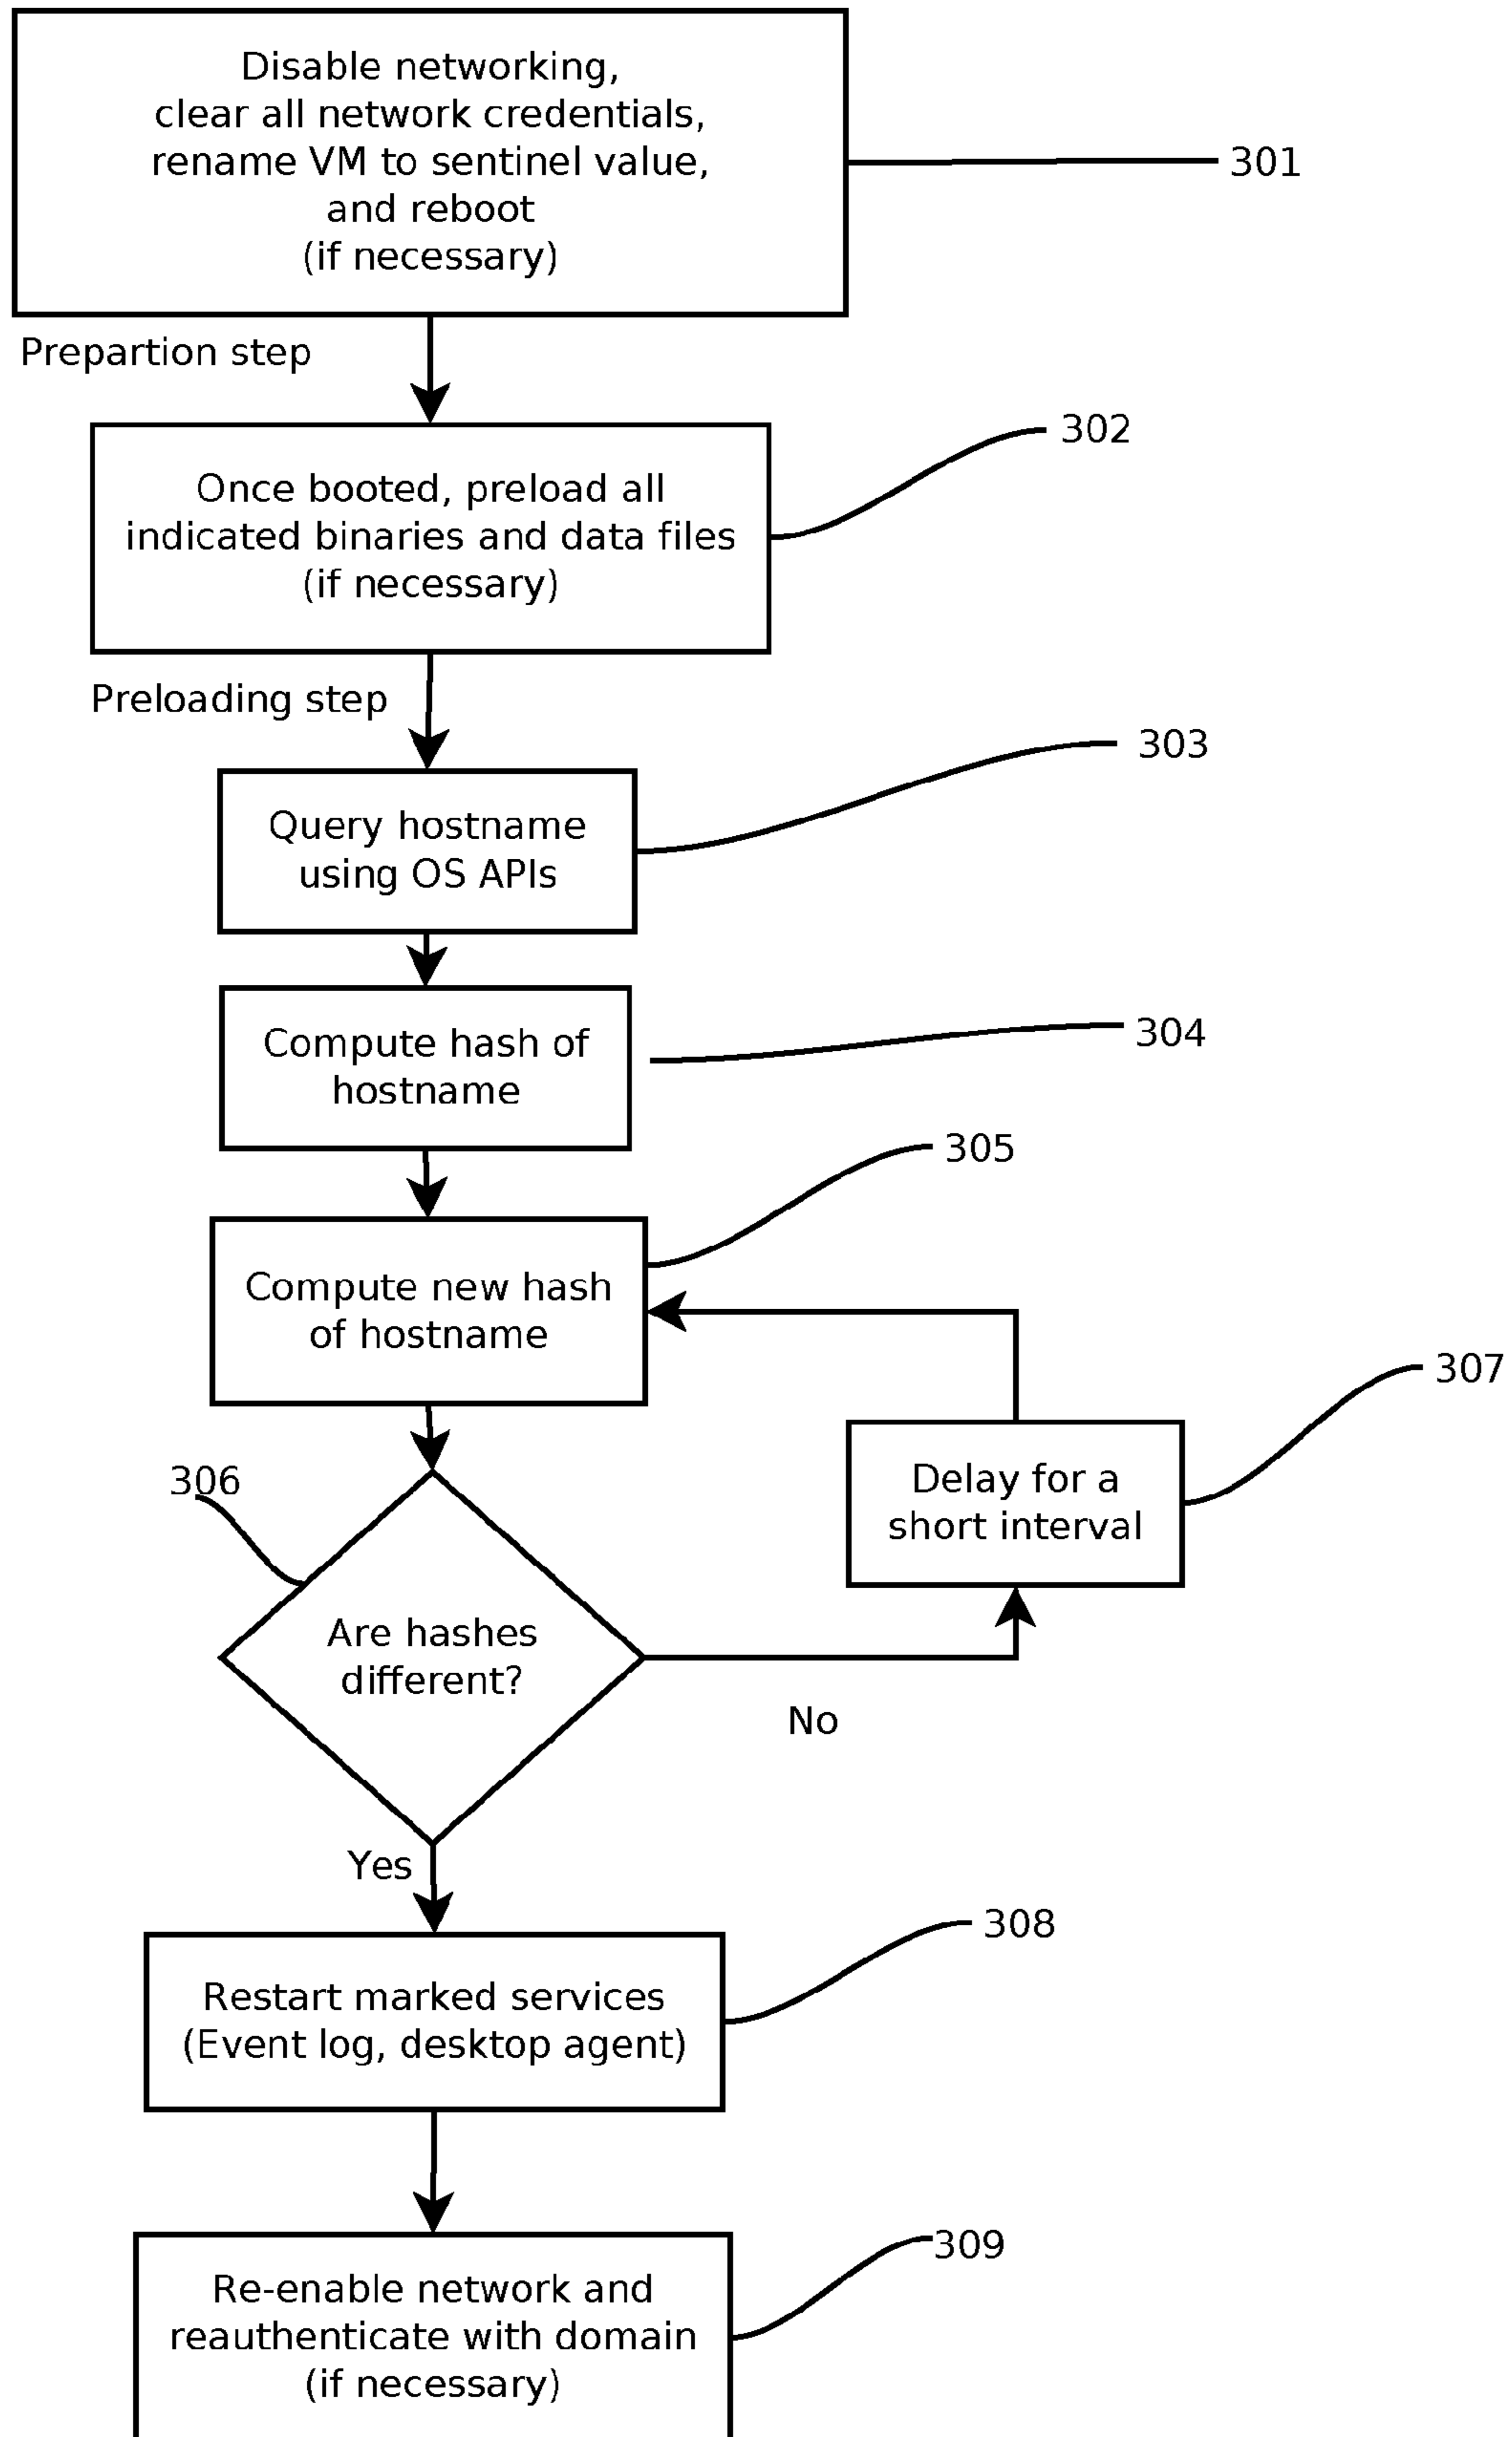 Disable networking,
clear all network credentials,
rename VM to sentinel value,
and reboot
(if necessary)
301
Prepartion step
302
Once booted, preload all
indicated binaries and data files
(if necessary)
Preloading step
303
Query hostname
using OS APIs
304
Compute hash of
hostname
305
Compute new hash
of hostname
307
Delay for a
short interval
306
Are hashes
different?
No
Yes
308
Restart marked services
(Event log, desktop agent)
309
Re-enable network and
reauthenticate with domain
(if necessary)